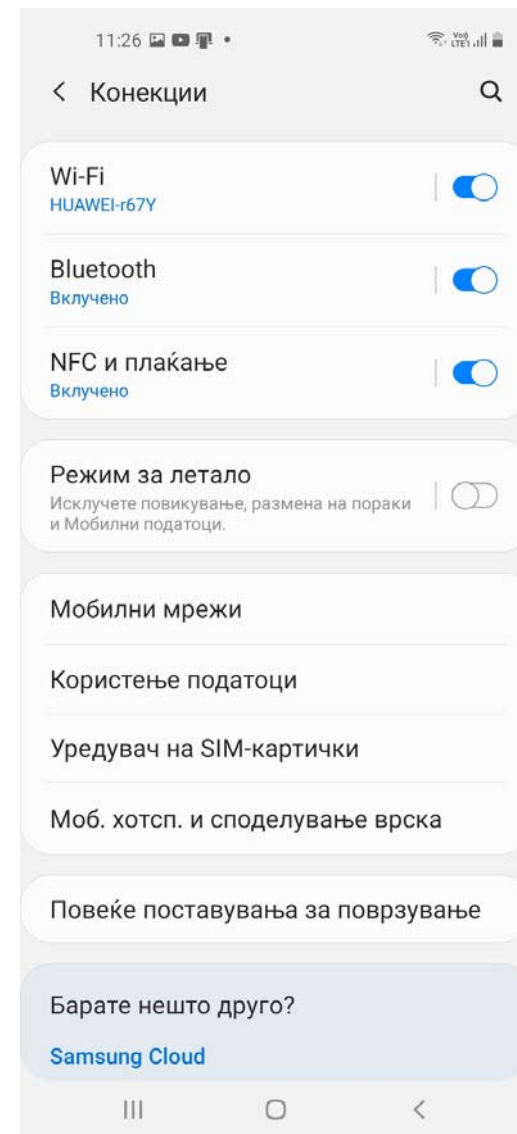 11:26
Vo)) LTE1
Конекции
Wi-Fi
HUAWEI-r67Y
Bluetooth
Вклучено
NFC и плаќање
Вклучено
Режим за летало
Исклучете повикување, размена на пораки
и Мобилни податоци.
Мобилни мрежи
Користење податоци
Уредувач на SIM-картички
Моб. хотсп. и споделување врска
Повеќе поставувања за поврзување
Барате нешто друго?
Samsung Cloud